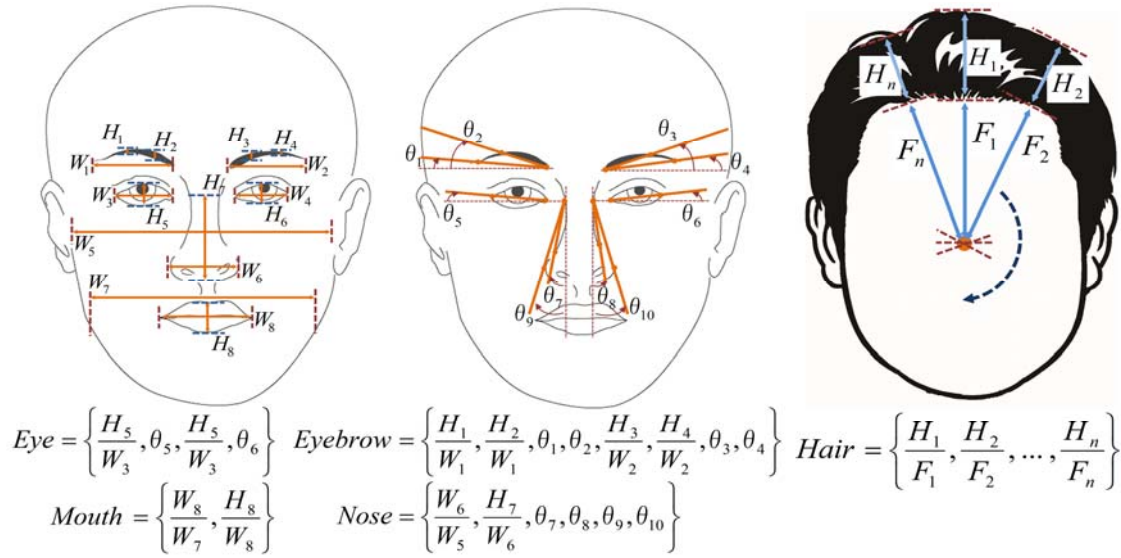 H₁ H₂ H₃ H₄
W₁ W₂
H₇
W₃ W₄
H₅ H₆
W₅
W₆
W₇
W₈
H₈
θ₂ θ₃
θ₁ θ₄
θ₅ θ₆
θ₇ θ₈
θ₉ θ₁₀
Hₙ H₁ H₂
Fₙ F₁ F₂
Eye = {H₅/W₃, θ₅, H₅/W₃, θ₆}
Eyebrow = {H₁/W₁, H₂/W₁, θ₁, θ₂, H₃/W₂, H₄/W₂, θ₃, θ₄}
Hair = {H₁/F₁, H₂/F₂, ..., Hₙ/Fₙ}
Mouth = {W₈/W₇, H₈/W₈}
Nose = {W₆/W₅, H₇/W₆, θ₇, θ₈, θ₉, θ₁₀}